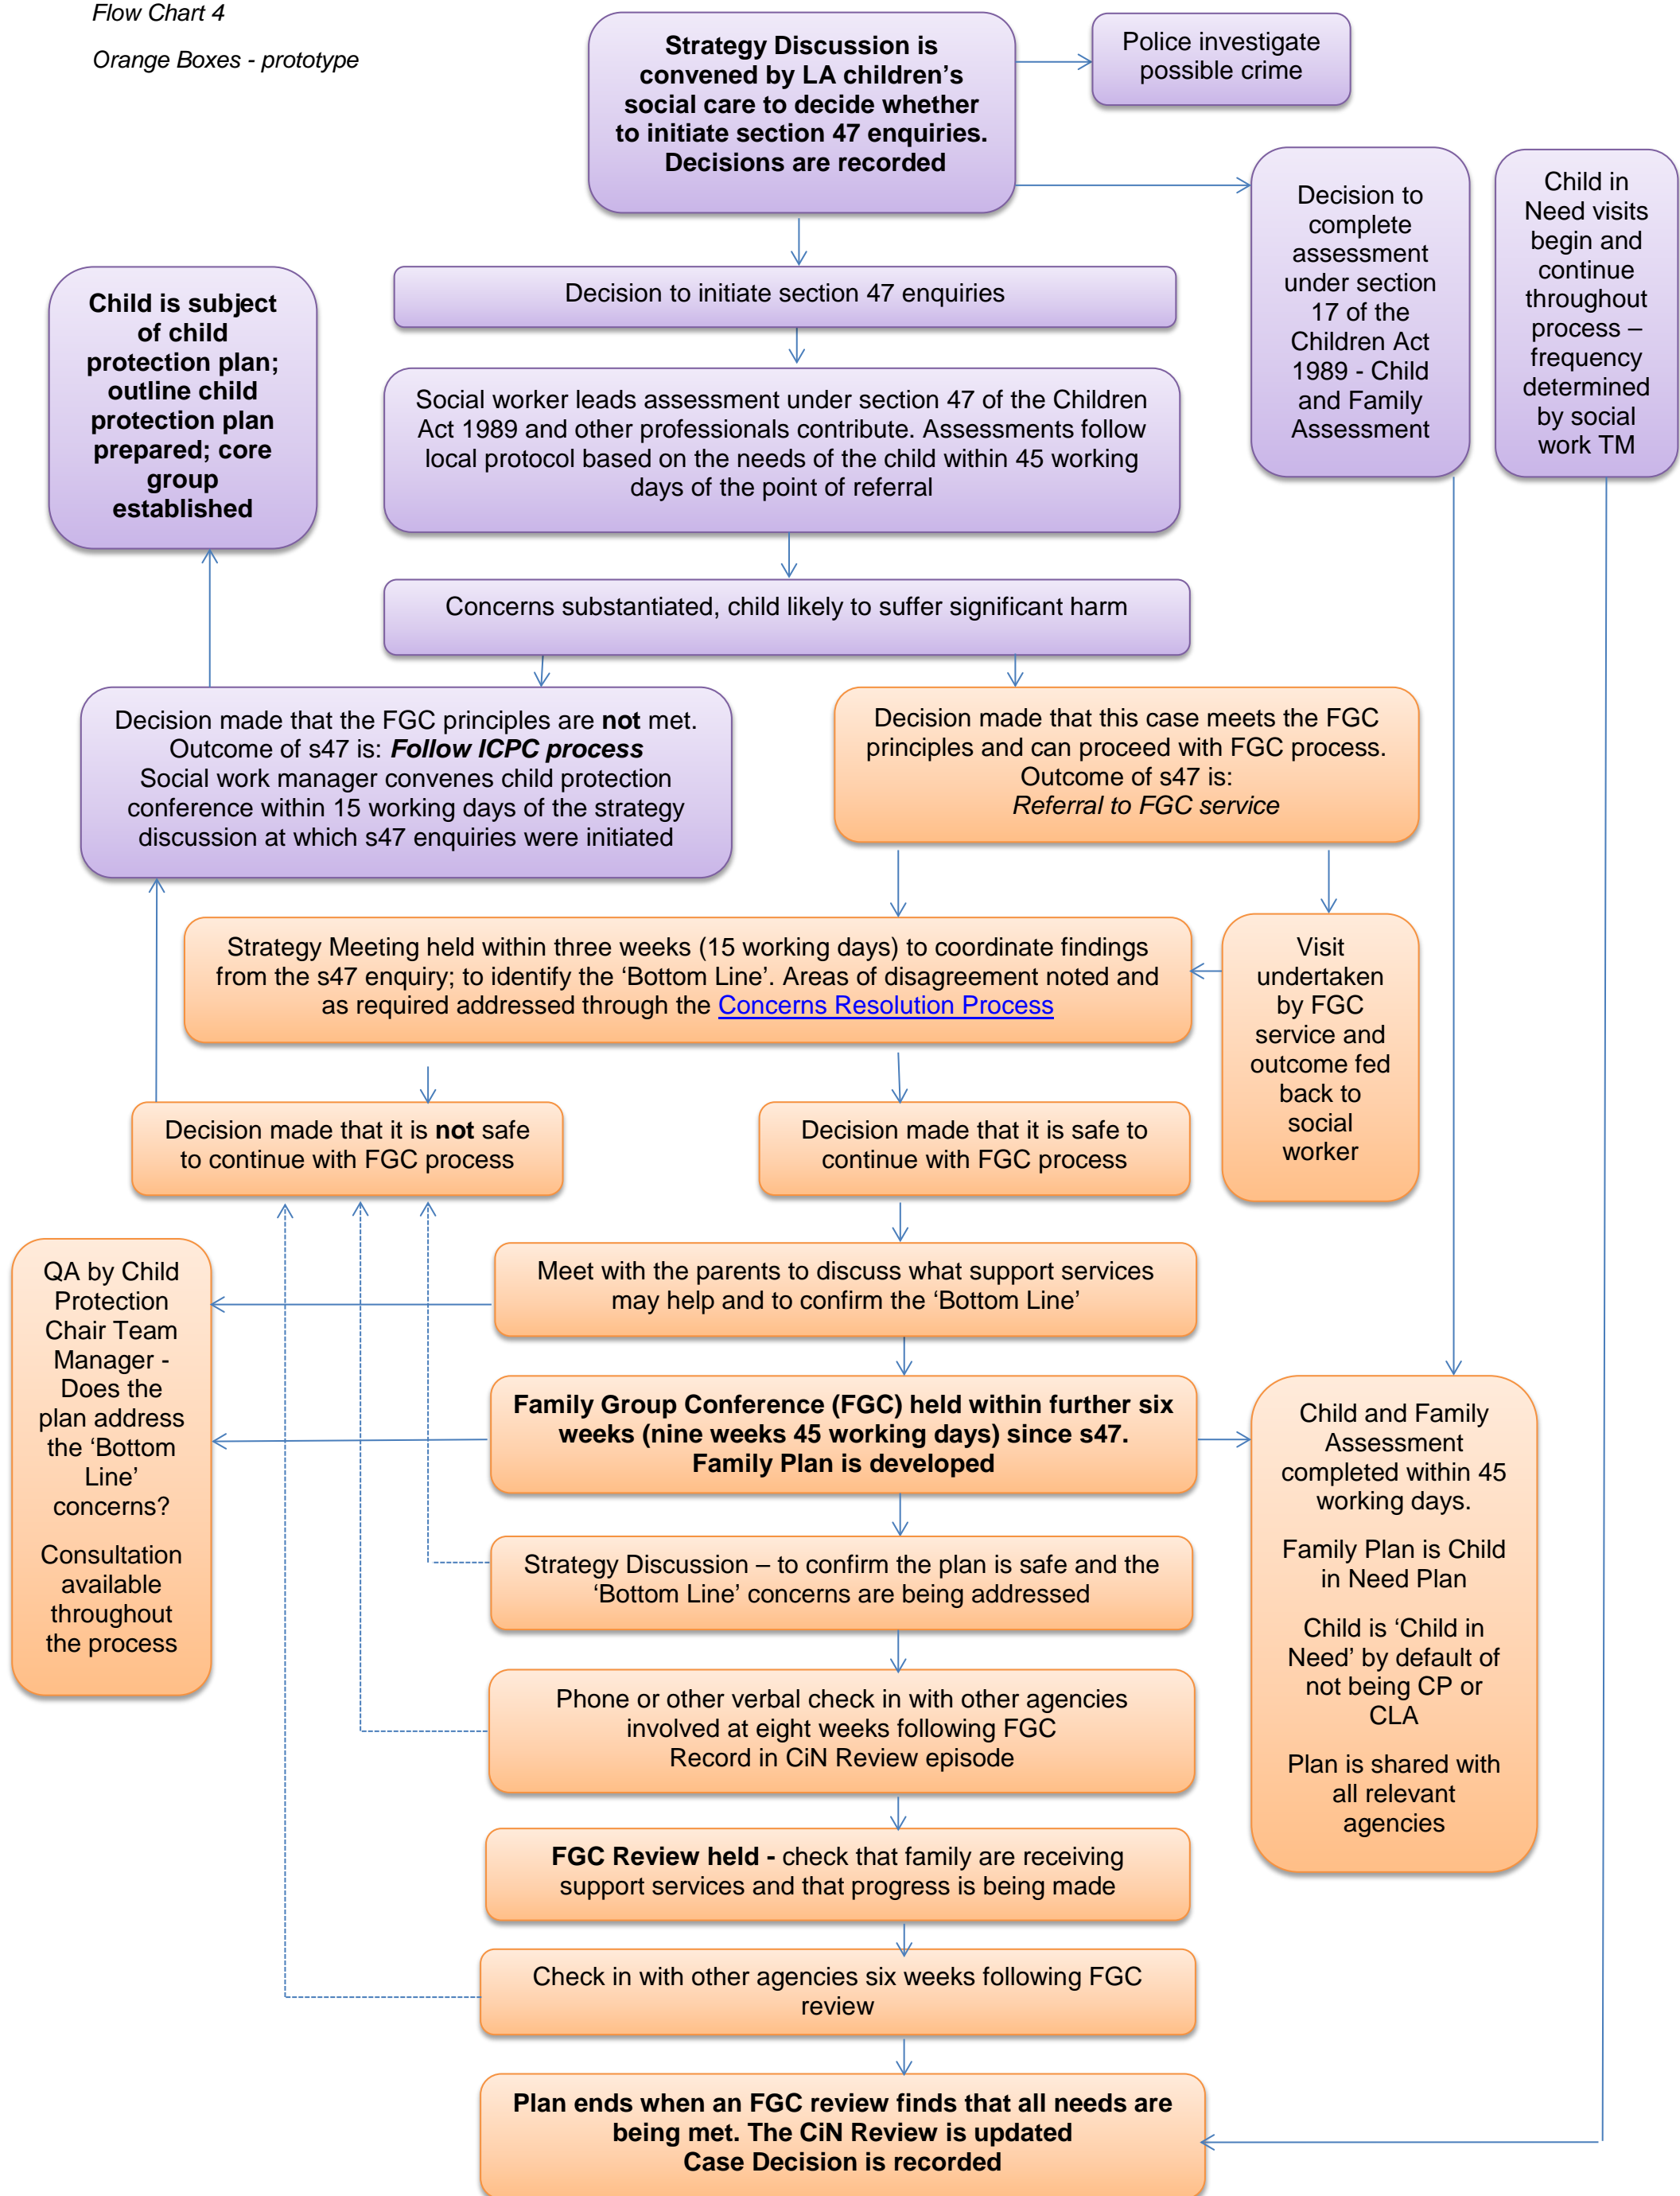 Flow Chart 4
Orange Boxes - prototype
Strategy Discussion is
convened by LA children’s
social care to decide whether
to initiate section 47 enquiries.
Decisions are recorded
Police investigate
possible crime
Decision to
complete
assessment
under section
17 of the
Children Act
1989 - Child
and Family
Assessment
Child in
Need visits
begin and
continue
throughout
process –
frequency
determined
by social
work TM
Decision to initiate section 47 enquiries
Child is subject
of child
protection plan;
outline child
protection plan
prepared; core
group
established
Social worker leads assessment under section 47 of the Children
Act 1989 and other professionals contribute. Assessments follow
local protocol based on the needs of the child within 45 working
days of the point of referral
Concerns substantiated, child likely to suffer significant harm
Decision made that the FGC principles are not met.
Outcome of s47 is: Follow ICPC process
Social work manager convenes child protection
conference within 15 working days of the strategy
discussion at which s47 enquiries were initiated
Decision made that this case meets the FGC
principles and can proceed with FGC process.
Outcome of s47 is:
Referral to FGC service
Strategy Meeting held within three weeks (15 working days) to coordinate findings
from the s47 enquiry; to identify the ‘Bottom Line’. Areas of disagreement noted and
as required addressed through the Concerns Resolution Process
Visit
undertaken
by FGC
service and
outcome fed
back to
social
worker
Decision made that it is not safe
to continue with FGC process
Decision made that it is safe to
continue with FGC process
Meet with the parents to discuss what support services
may help and to confirm the ‘Bottom Line’
QA by Child
Protection
Chair Team
Manager -
Does the
plan address
the ‘Bottom
Line’
concerns?
Consultation
available
throughout
the process
Family Group Conference (FGC) held within further six
weeks (nine weeks 45 working days) since s47.
Family Plan is developed
Child and Family
Assessment
completed within 45
working days.
Family Plan is Child
in Need Plan
Child is ‘Child in
Need’ by default of
not being CP or
CLA
Plan is shared with
all relevant
agencies
Strategy Discussion – to confirm the plan is safe and the
‘Bottom Line’ concerns are being addressed
Phone or other verbal check in with other agencies
involved at eight weeks following FGC
Record in CiN Review episode
FGC Review held - check that family are receiving
support services and that progress is being made
Check in with other agencies six weeks following FGC
review
Plan ends when an FGC review finds that all needs are
being met. The CiN Review is updated
Case Decision is recorded